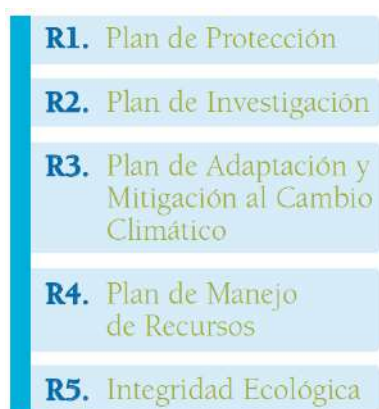 R1. Plan de Protección
R2. Plan de Investigación
R3. Plan de Adaptación y
Mitigación al Cambio
Climático
R4. Plan de Manejo
de Recursos
R5. Integridad Ecológica